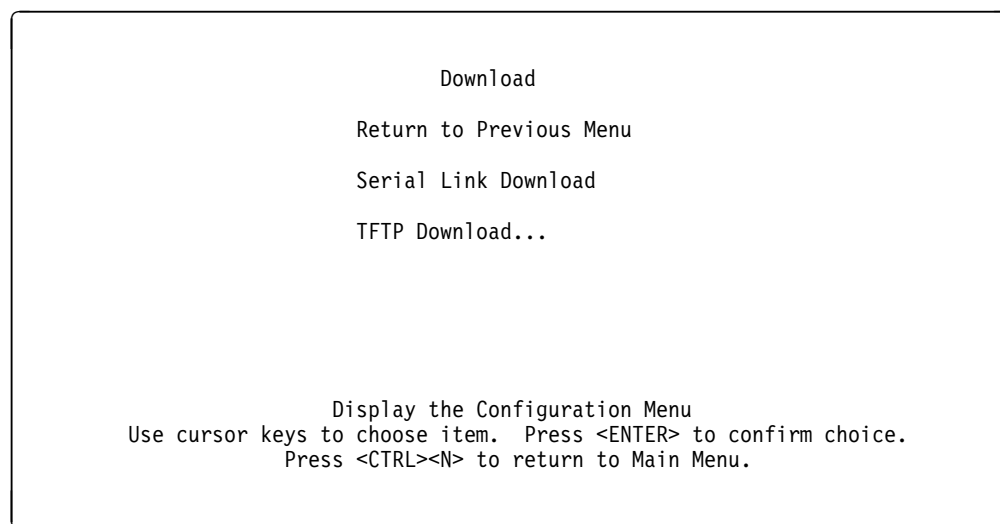 Download
Return to Previous Menu
Serial Link Download
TFTP Download...
Display the Configuration Menu
Use cursor keys to choose item.  Press <ENTER> to confirm choice.
Press <CTRL><N> to return to Main Menu.